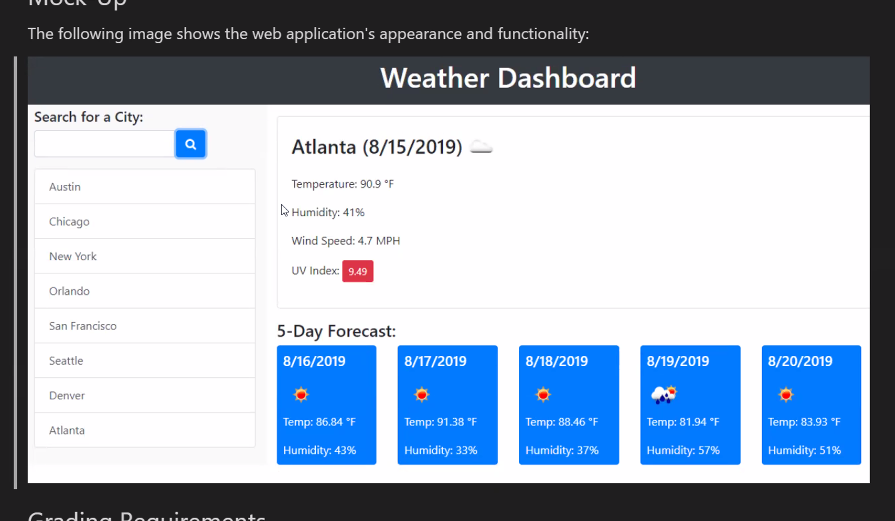 Mock-Up
The following image shows the web application's appearance and functionality:
Weather Dashboard
Search for a City:
Austin
Chicago
New York
Orlando
San Francisco
Seattle
Denver
Atlanta
Atlanta (8/15/2019)
Temperature: 90.9 °F
Humidity: 41%
Wind Speed: 4.7 MPH
UV Index: 9.49
5-Day Forecast:
8/16/2019
Temp: 86.84 °F
Humidity: 43%
8/17/2019
Temp: 91.38 °F
Humidity: 33%
8/18/2019
Temp: 88.46 °F
Humidity: 37%
8/19/2019
Temp: 81.94 °F
Humidity: 57%
8/20/2019
Temp: 83.93 °F
Humidity: 51%
Grading Requirements